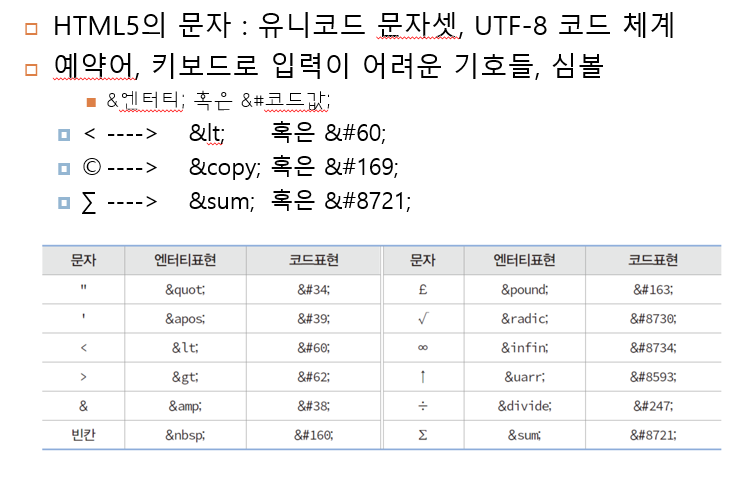 HTML5의 문자 : 유니코드 문자셋, UTF-8 코드 체계
예약어, 키보드로 입력이 어려운 기호들, 심볼
&엔터티; 혹은 &#코드값;
< ----> &lt; 혹은 &#60;
© ----> &copy; 혹은 &#169;
∑ ----> &sum; 혹은 &#8721;
문자 엔터티표현 코드표현 문자 엔터티표현 코드표현
" &quot; &#34; £ &pound; &#163;
' &apos; &#39; √ &radic; &#8730;
< &lt; &#60; ∞ &infin; &#8734;
> &gt; &#62; ↑ &uarr; &#8593;
& &amp; &#38; ÷ &divide; &#247;
빈칸 &nbsp; &#160; Σ &sum; &#8721;